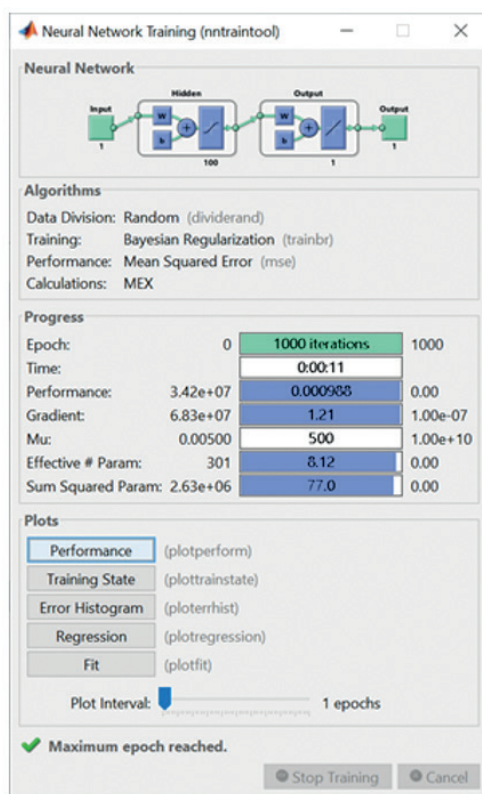 Neural Network Training (nntraintool)
Neural Network
Hidden Output
Input Output
W W
b b
1 100 1 1
Algorithms
Data Division: Random (dividerand)
Training: Bayesian Regularization (trainbr)
Performance: Mean Squared Error (mse)
Calculations: MEX
Progress
Epoch: 0 1000 iterations 1000
Time: 0:00:11
Performance: 3.42e+07 0.000988 0.00
Gradient: 6.83e+07 1.21 1.00e-07
Mu: 0.00500 500 1.00e+10
Effective # Param: 301 8.12 0.00
Sum Squared Param: 2.63e+06 77.0 0.00
Plots
Performance (plotperform)
Training State (plottrainstate)
Error Histogram (ploterrhist)
Regression (plotregression)
Fit (plotfit)
Plot Interval: 1 epochs
Maximum epoch reached.
Stop Training Cancel